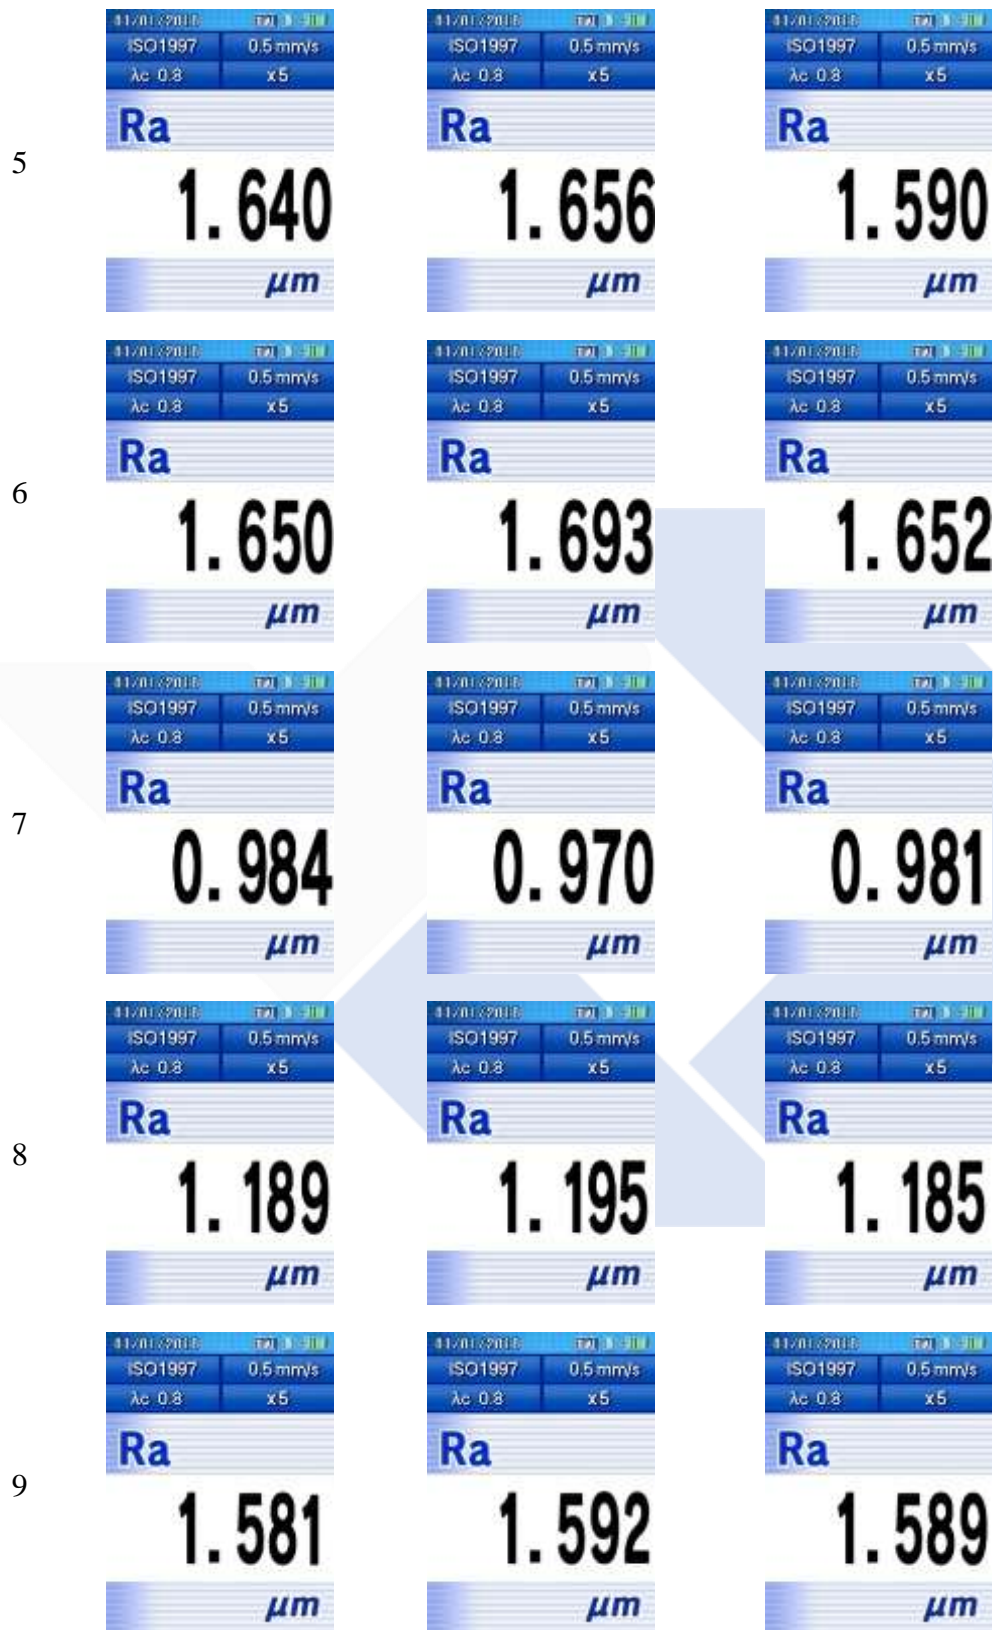 ISO1997 0.5 mm/s ISO1997 0.5 mm/s ISO1997 0.5 mm/s
λc 0.8 x5 λc 0.8 x5 λc 0.8 x5
Ra Ra Ra
5 1.640 1.656 1.590
μm μm μm
ISO1997 0.5 mm/s ISO1997 0.5 mm/s ISO1997 0.5 mm/s
λc 0.8 x5 λc 0.8 x5 λc 0.8 x5
Ra Ra Ra
6 1.650 1.693 1.652
μm μm μm
ISO1997 0.5 mm/s ISO1997 0.5 mm/s ISO1997 0.5 mm/s
λc 0.8 x5 λc 0.8 x5 λc 0.8 x5
Ra Ra Ra
7 0.984 0.970 0.981
μm μm μm
ISO1997 0.5 mm/s ISO1997 0.5 mm/s ISO1997 0.5 mm/s
λc 0.8 x5 λc 0.8 x5 λc 0.8 x5
Ra Ra Ra
8 1.189 1.195 1.185
μm μm μm
ISO1997 0.5 mm/s ISO1997 0.5 mm/s ISO1997 0.5 mm/s
λc 0.8 x5 λc 0.8 x5 λc 0.8 x5
Ra Ra Ra
9 1.581 1.592 1.589
μm μm μm